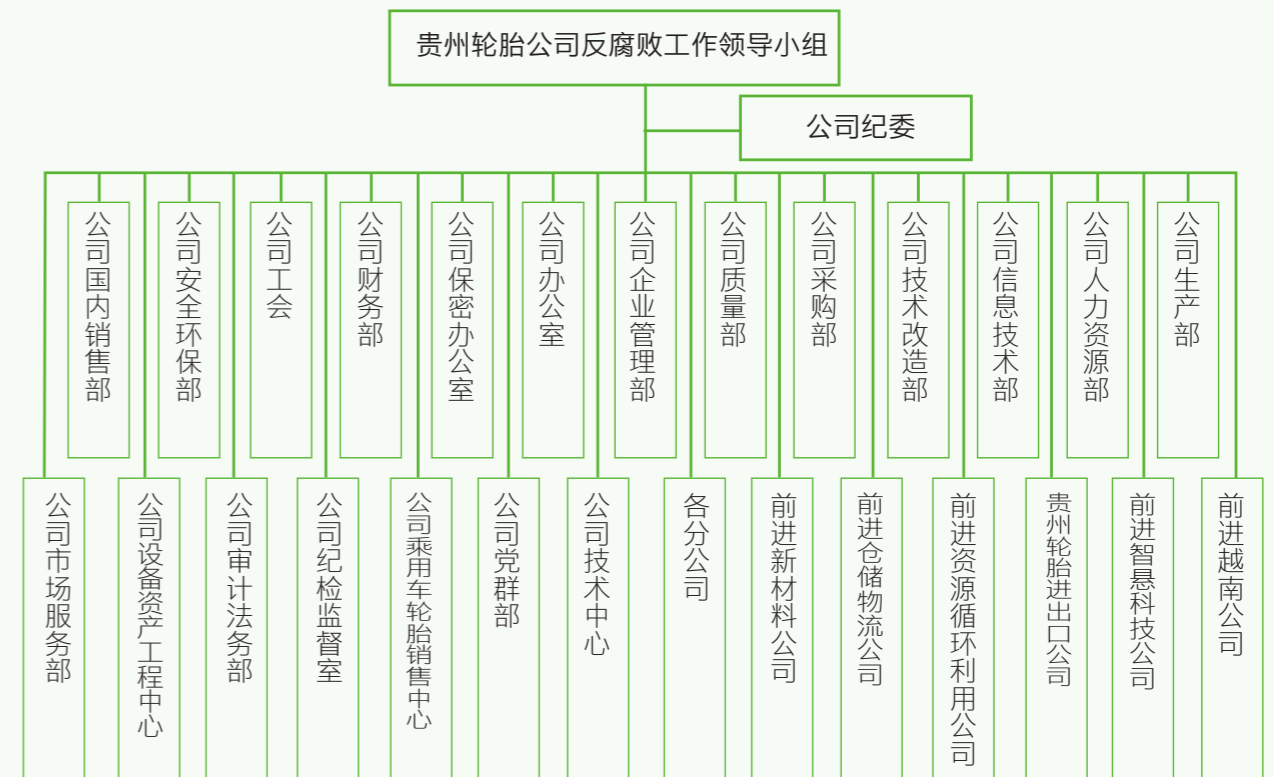 贵州轮胎公司反腐败工作领导小组
公司纪委
公司国内销售部
公司安全环保部
公司工会
公司财务部
公司保密办公室
公司办公室
公司企业管理部
公司质量部
公司采购部
公司技术改造部
公司信息技术部
公司人力资源部
公司生产部
公司市场服务部
公司设备资产工程中心
公司审计法务部
公司纪检监督室
公司乘用车轮胎销售中心
公司党群部
公司技术中心
各分公司
前进新材料公司
前进仓储物流公司
前进资源循环利用公司
贵州轮胎进出口公司
前进智悬科技公司
前进越南公司